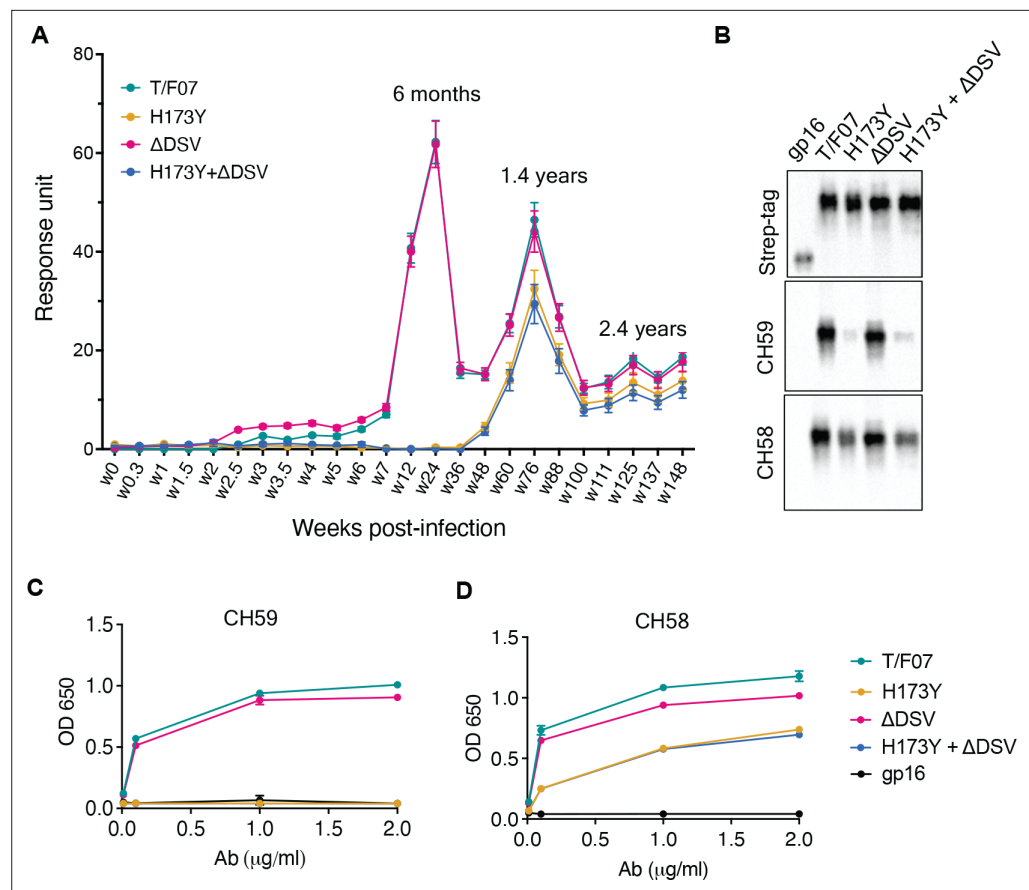 A
80
60
40
20
0
Response unit
T/F07
H173Y
ΔDSV
H173Y+ΔDSV
6 months
1.4 years
2.4 years
w0
w0.3
w1
w1.5
w2
w2.5
w3
w3.5
w4
w5
w6
w7
w12
w24
w36
w48
w60
w76
w88
w100
w111
w125
w137
w148
Weeks post-infection
B
gp16
T/F07
H173Y
ΔDSV
H173Y + ΔDSV
Strep-tag
CH59
CH58
C
CH59
1.5
1.0
0.5
0.0
OD 650
0.0 1.0 1.5 2.0
Ab (μg/ml)
D
CH58
1.5
1.0
0.5
0.0
OD 650
0.0 0.5 1.0 1.5 2.0
Ab (μg/ml)
T/F07
H173Y
ΔDSV
H173Y + ΔDSV
gp16